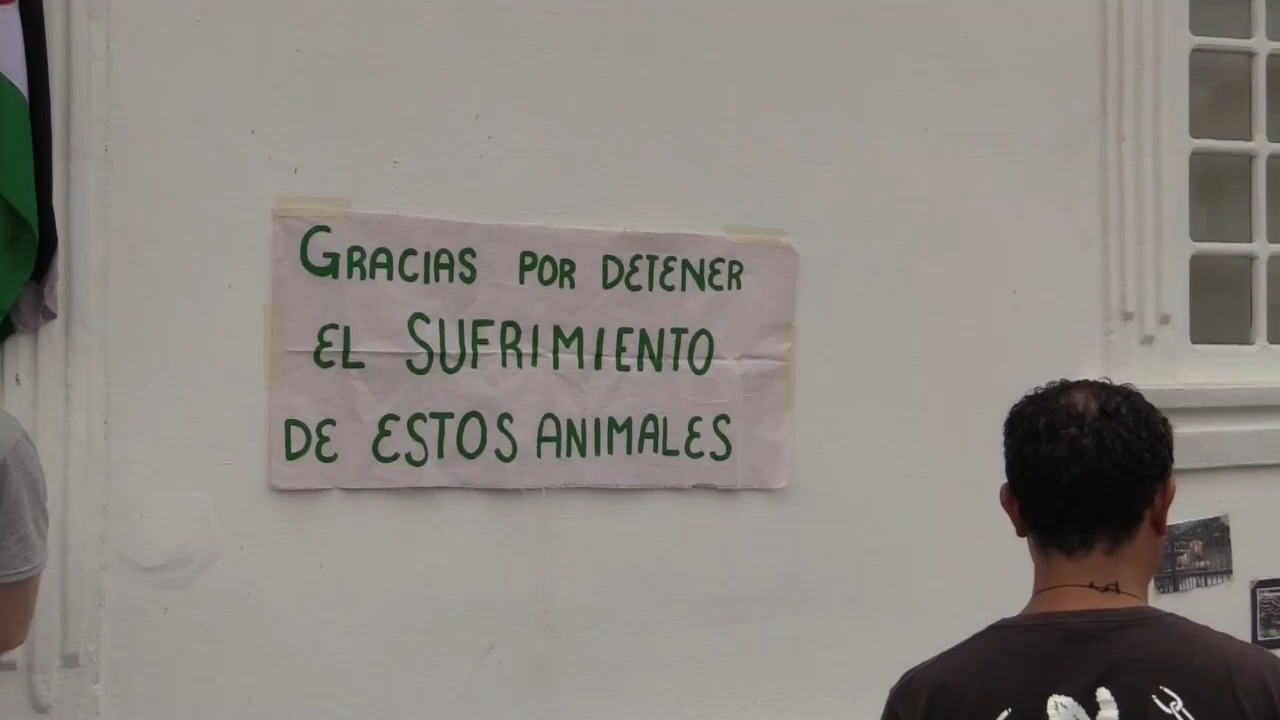 GRACIAS POR DETENER
EL SUFRIMIENTO
DE ESTOS ANIMALES